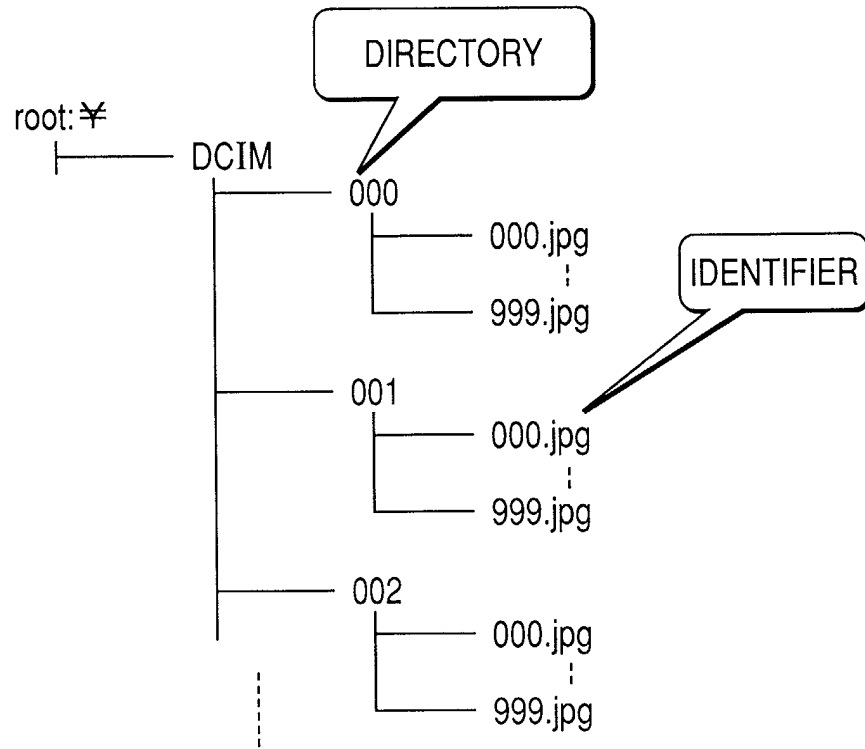 DIRECTORY
root:¥
DCIM
000
000.jpg
IDENTIFIER
999.jpg
001
000.jpg
999.jpg
002
000.jpg
999.jpg